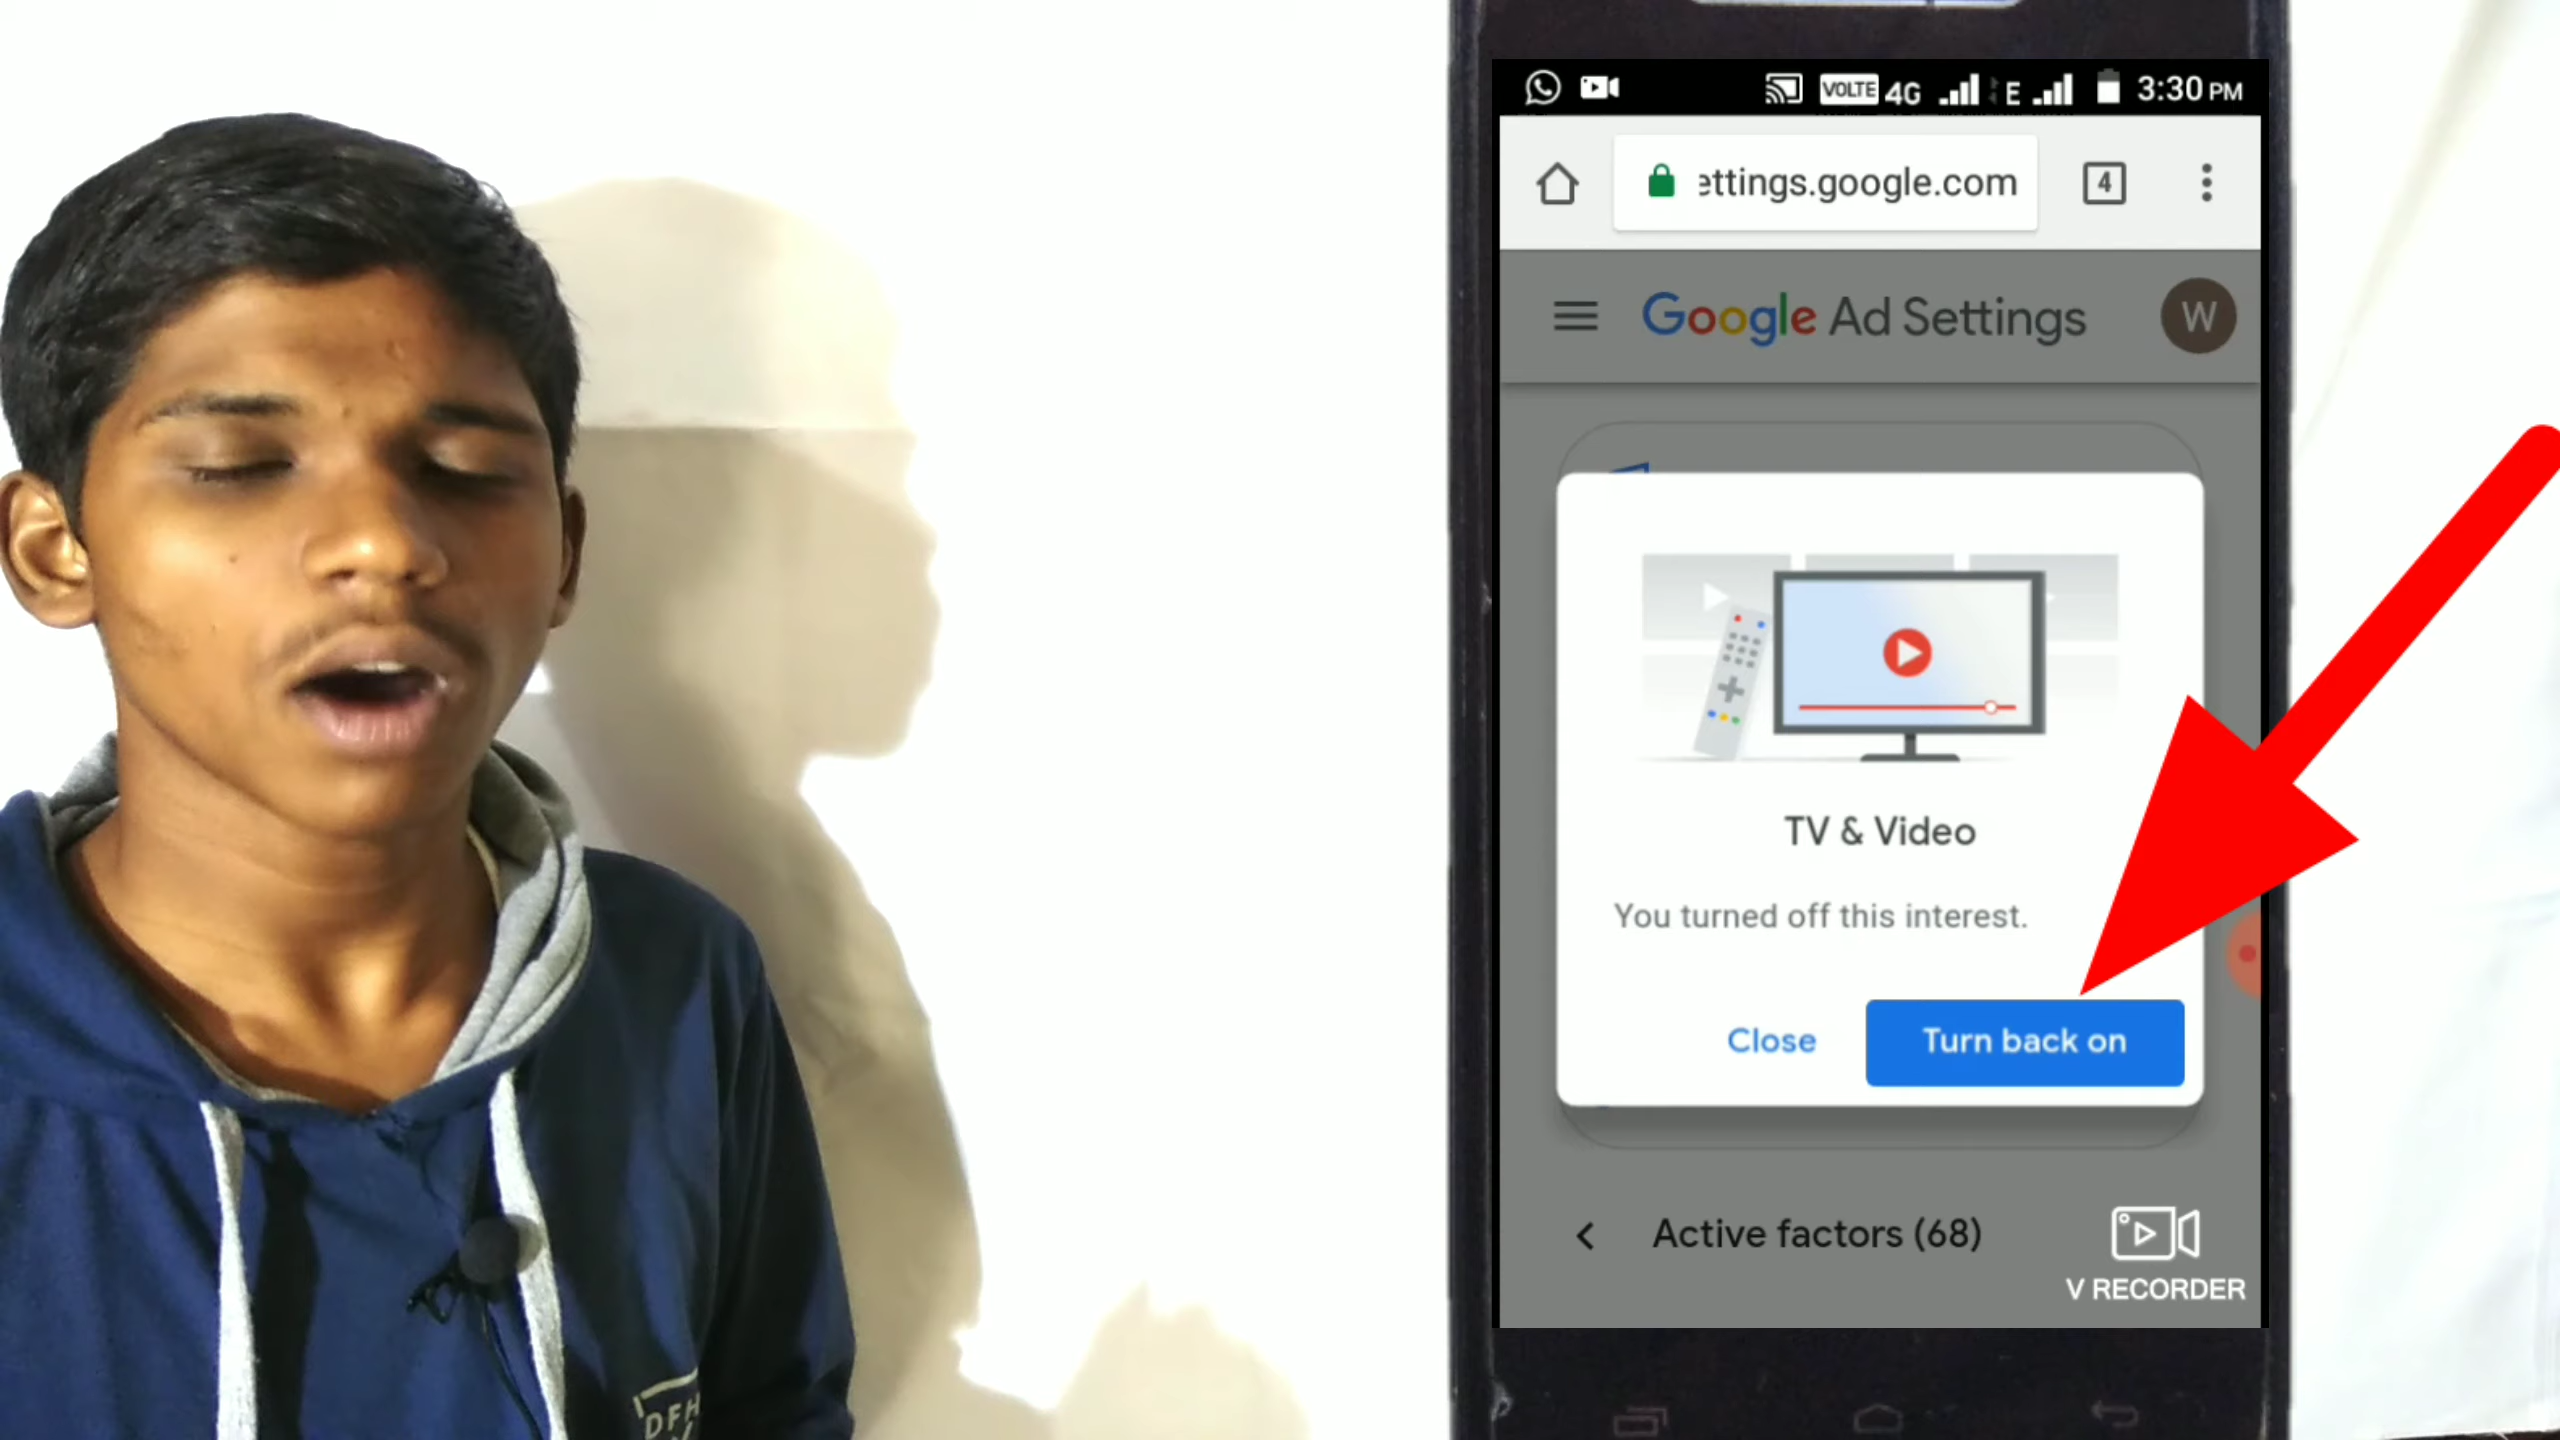 VOLTE 4G E 3:30 PM
ettings.google.com 4
Google Ad Settings W
TV & Video
You turned off this interest.
Close Turn back on
Active factors (68)
V RECORDER
DFH